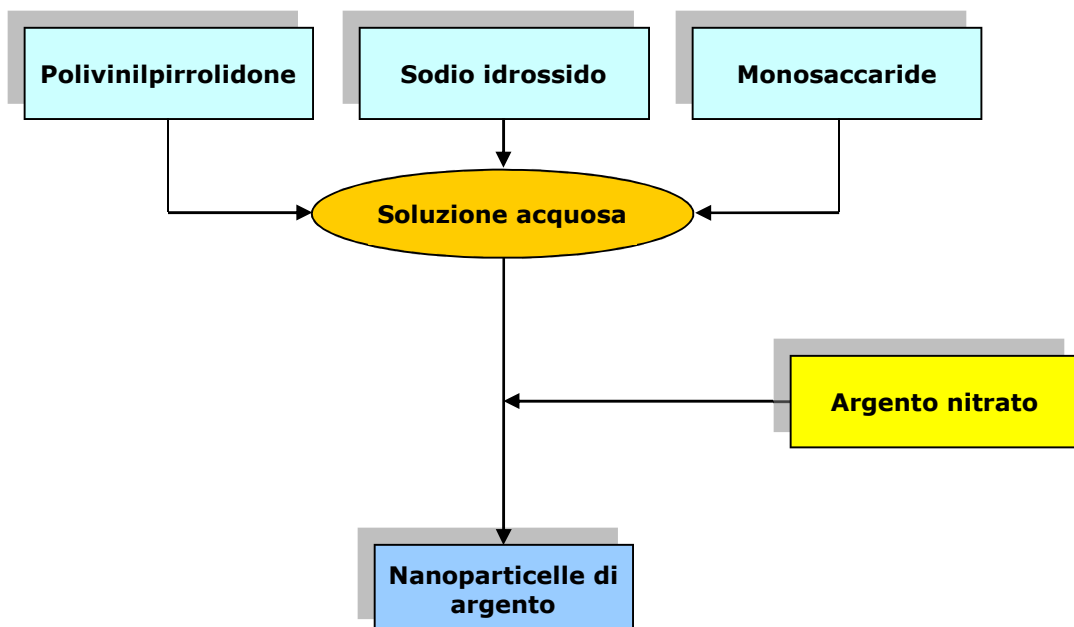 Polivinilpirrolidone
Sodio idrossido
Monosaccaride
Soluzione acquosa
Argento nitrato
Nanoparticelle di
argento